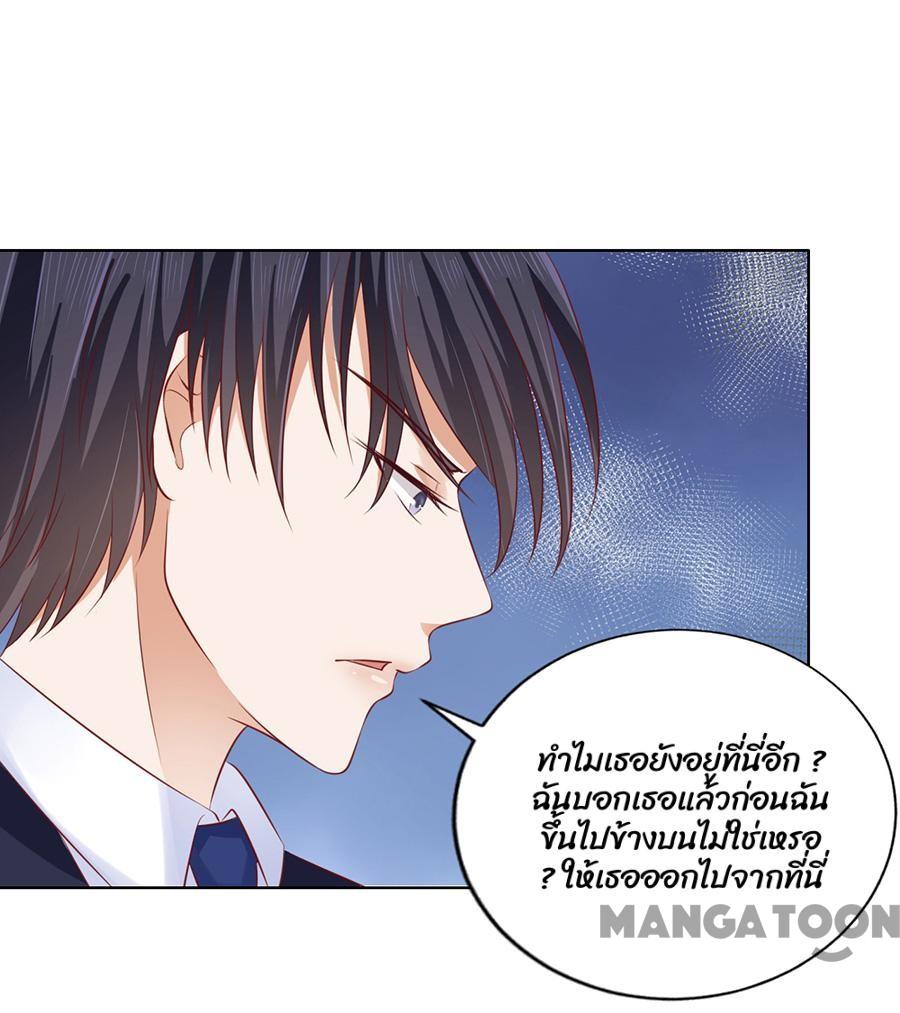 ทำไมเธอยังอยู่ที่นี่อีก ?
ฉันบอกเธอแล้วก่อนฉัน
ขึ้นไปข้างบนไม่ใช่เหรอ
? ให้เธอออกไปจากที่นี่
MANGATOON